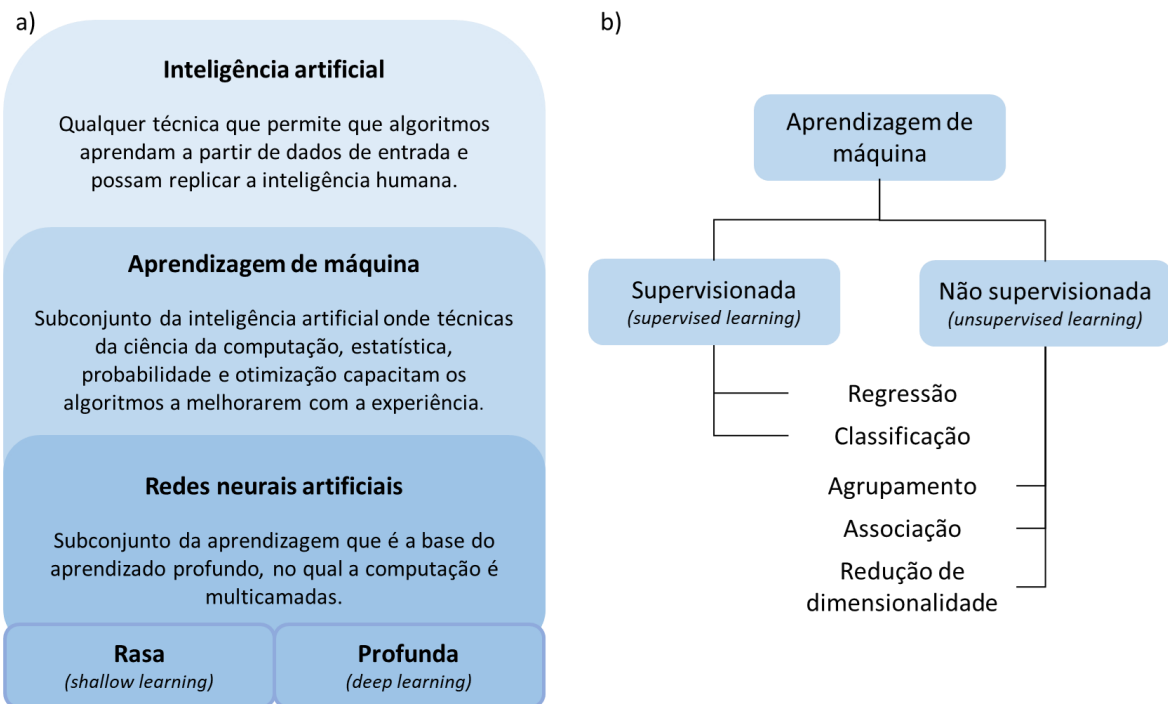 a)
Inteligência artificial
Qualquer técnica que permite que algoritmos
aprendam a partir de dados de entrada e
possam replicar a inteligência humana.
Aprendizagem de máquina
Subconjunto da inteligência artificial onde técnicas
da ciência da computação, estatística,
probabilidade e otimização capacitam os
algoritmos a melhorarem com a experiência.
Redes neurais artificiais
Subconjunto da aprendizagem que é a base do
aprendizado profundo, no qual a computação é
multicamadas.
Rasa
(shallow learning)
Profunda
(deep learning)
b)
Aprendizagem de
máquina
Supervisionada
(supervised learning)
Não supervisionada
(unsupervised learning)
Regressão
Classificação
Agrupamento
Associação
Redução de
dimensionalidade